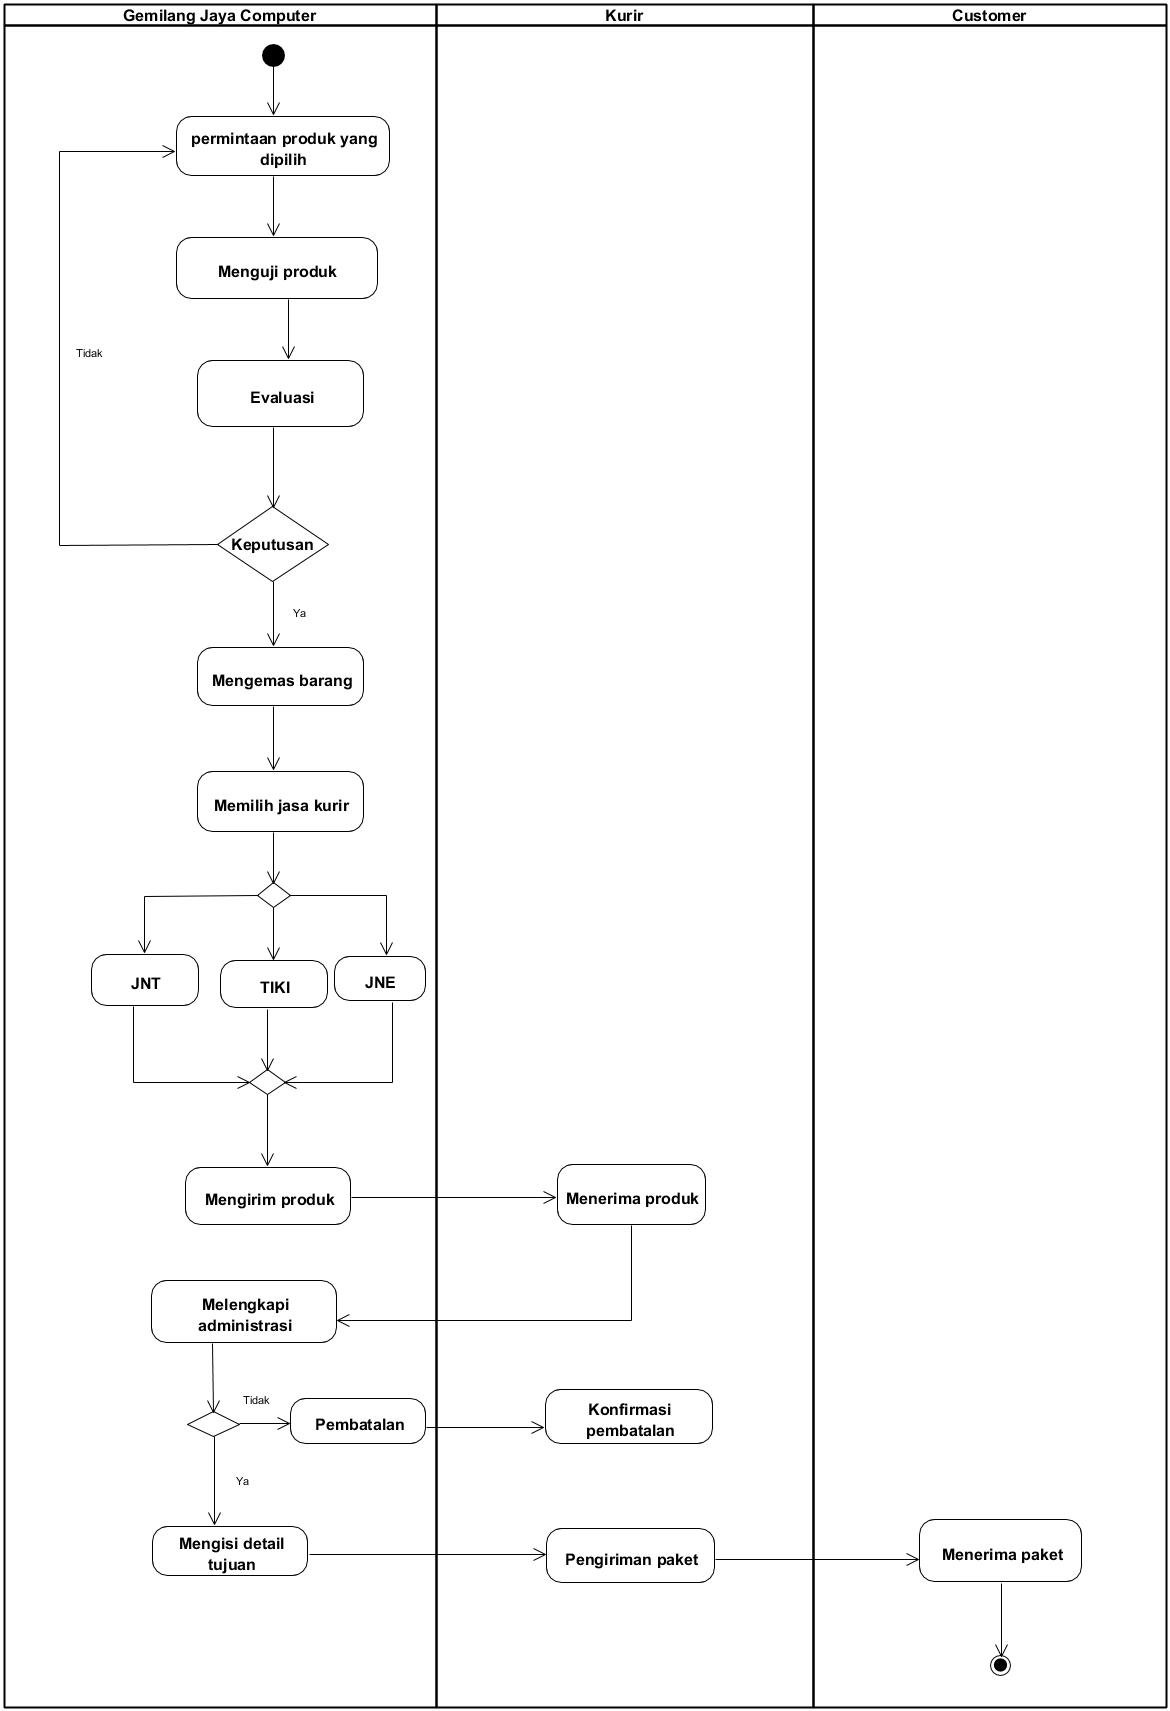 Gemilang Jaya Computer
Kurir
Customer
permintaan produk yang
dipilih
Menguji produk
Tidak
Evaluasi
Keputusan
Ya
Mengemas barang
Memilih jasa kurir
JNT
TIKI
JNE
Mengirim produk
Menerima produk
Melengkapi
administrasi
Tidak
Pembatalan
Konfirmasi
pembatalan
Ya
Mengisi detail
tujuan
Pengiriman paket
Menerima paket